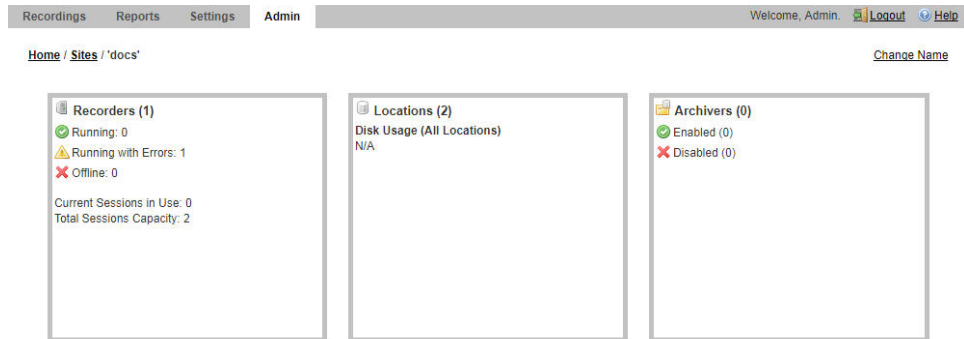 Recordings Reports Settings Admin Welcome, Admin. Logout Help
Home / Sites / 'docs' Change Name
Recorders (1)
Running: 0
Running with Errors: 1
Offline: 0
Current Sessions in Use: 0
Total Sessions Capacity: 2
Locations (2)
Disk Usage (All Locations)
N/A
Archivers (0)
Enabled (0)
Disabled (0)